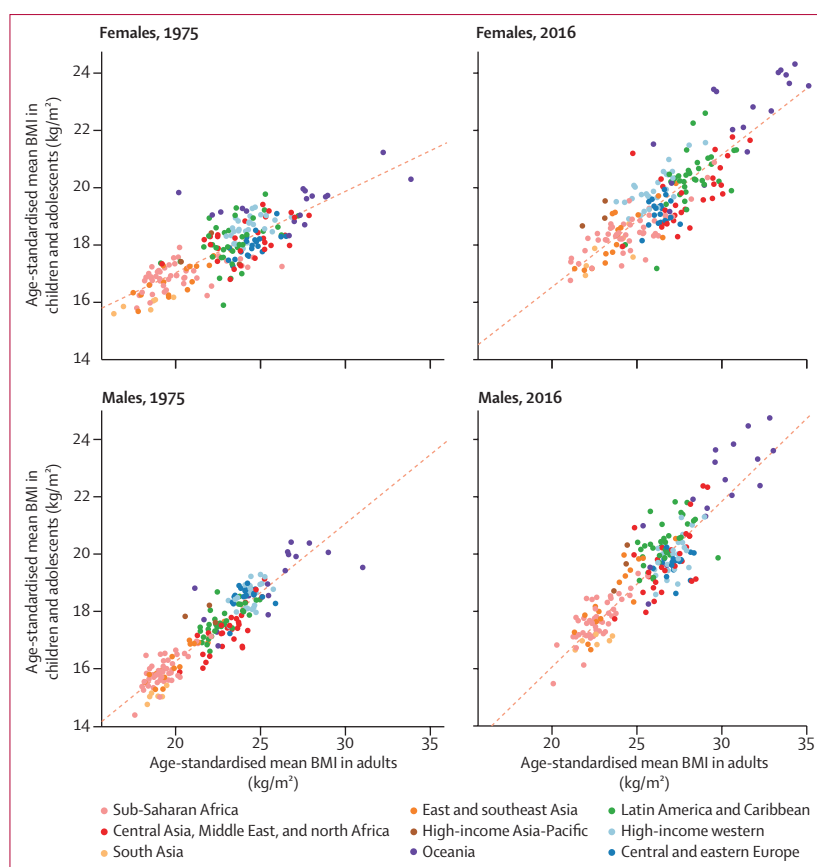 Females, 1975
Females, 2016
Age-standardised mean BMI in
children and adolescents (kg/m²)
24
22
20
18
16
14
20
25
30
35
Males, 1975
Males, 2016
Age-standardised mean BMI in
children and adolescents (kg/m²)
24
22
20
18
16
14
20
25
30
35
20
25
30
35
Age-standardised mean BMI in adults
(kg/m²)
Age-standardised mean BMI in adults
(kg/m²)
Sub-Saharan Africa
East and southeast Asia
Latin America and Caribbean
Central Asia, Middle East, and north Africa
High-income Asia-Pacific
High-income western
South Asia
Oceania
Central and eastern Europe